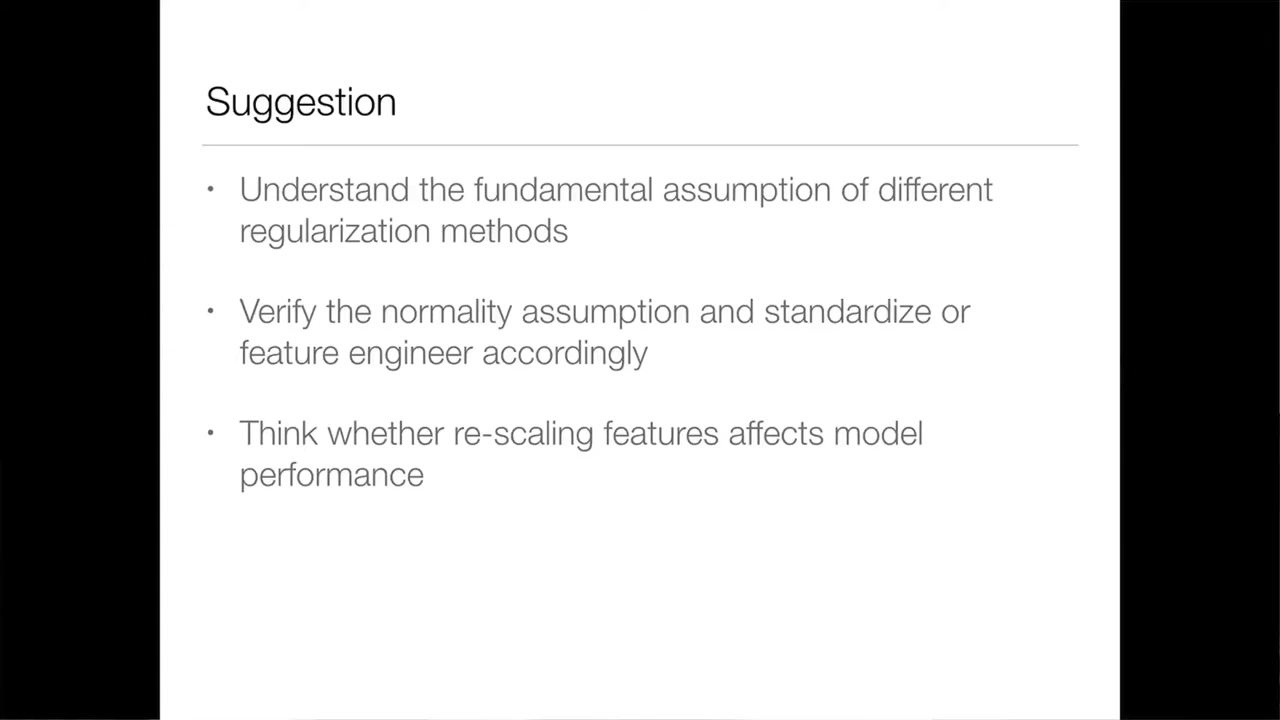 Suggestion
• Understand the fundamental assumption of different
regularization methods
• Verify the normality assumption and standardize or
feature engineer accordingly
• Think whether re-scaling features affects model
performance